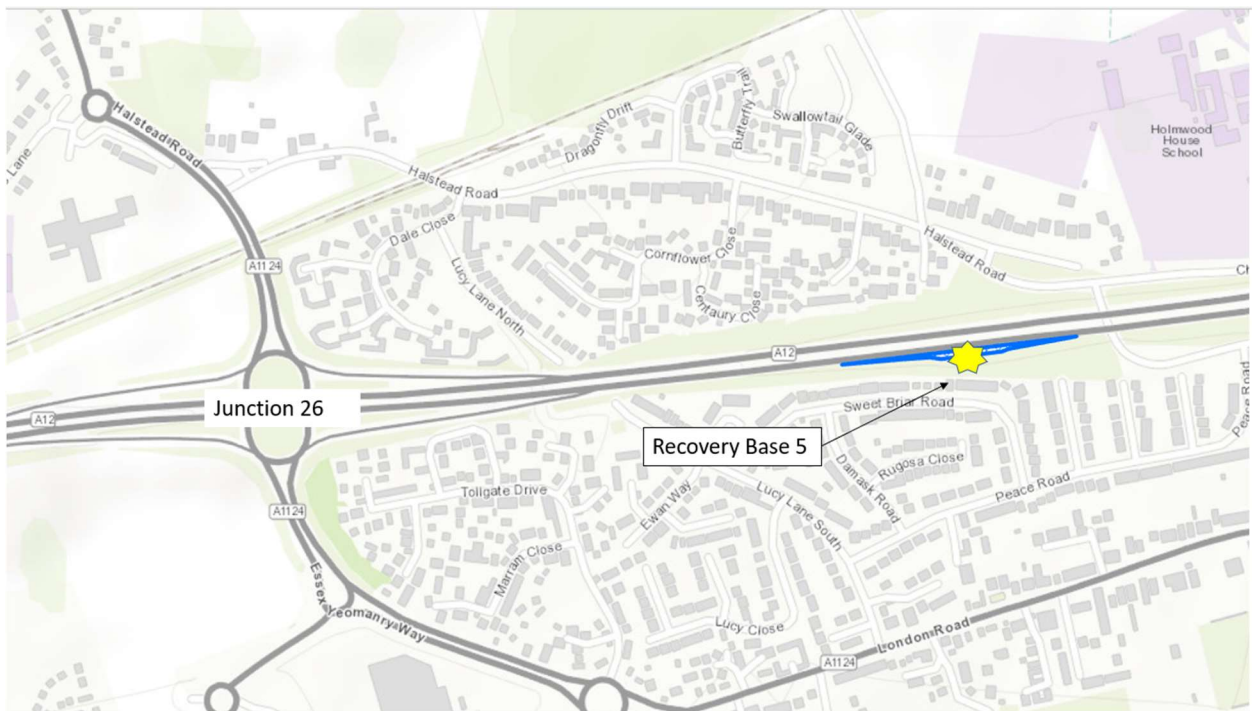 Halstead Road
Lane
Butterfly Trail
Swallowtail Glade
Dragonfly Drift
Holmwood
House
School
Halstead Road
Dale Close
Cornflower Close
Halstead Road
A1124
Lucy Lane North
Centaury Close
Ch
A12
Junction 26
A12
Sweet Briar Road
Peace Road
Recovery Base 5
Rugosa Close
Damask Road
Tollgate Drive
Ewan Way
Lucy Lane South
Peace Road
A1124
Marram Close
Essex Yeomanry Way
Lucy Close
London Road
A1124